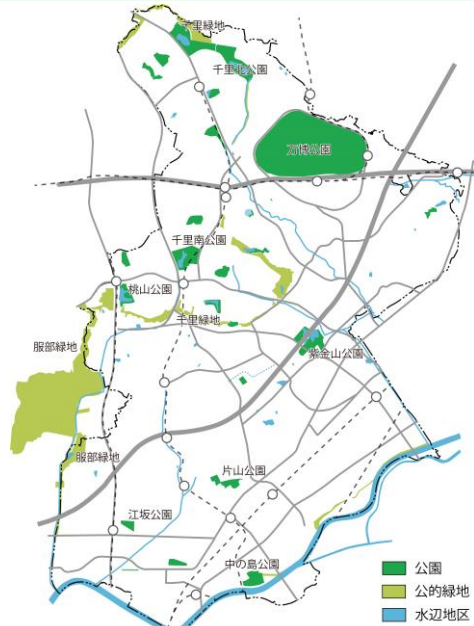 千里緑地
千里北公園
万博公園
千里南公園
桃山公園
千里緑地
服部緑地
紫金山公園
服部緑地
片山公園
江坂公園
中の島公園
公園
公的緑地
水辺地区